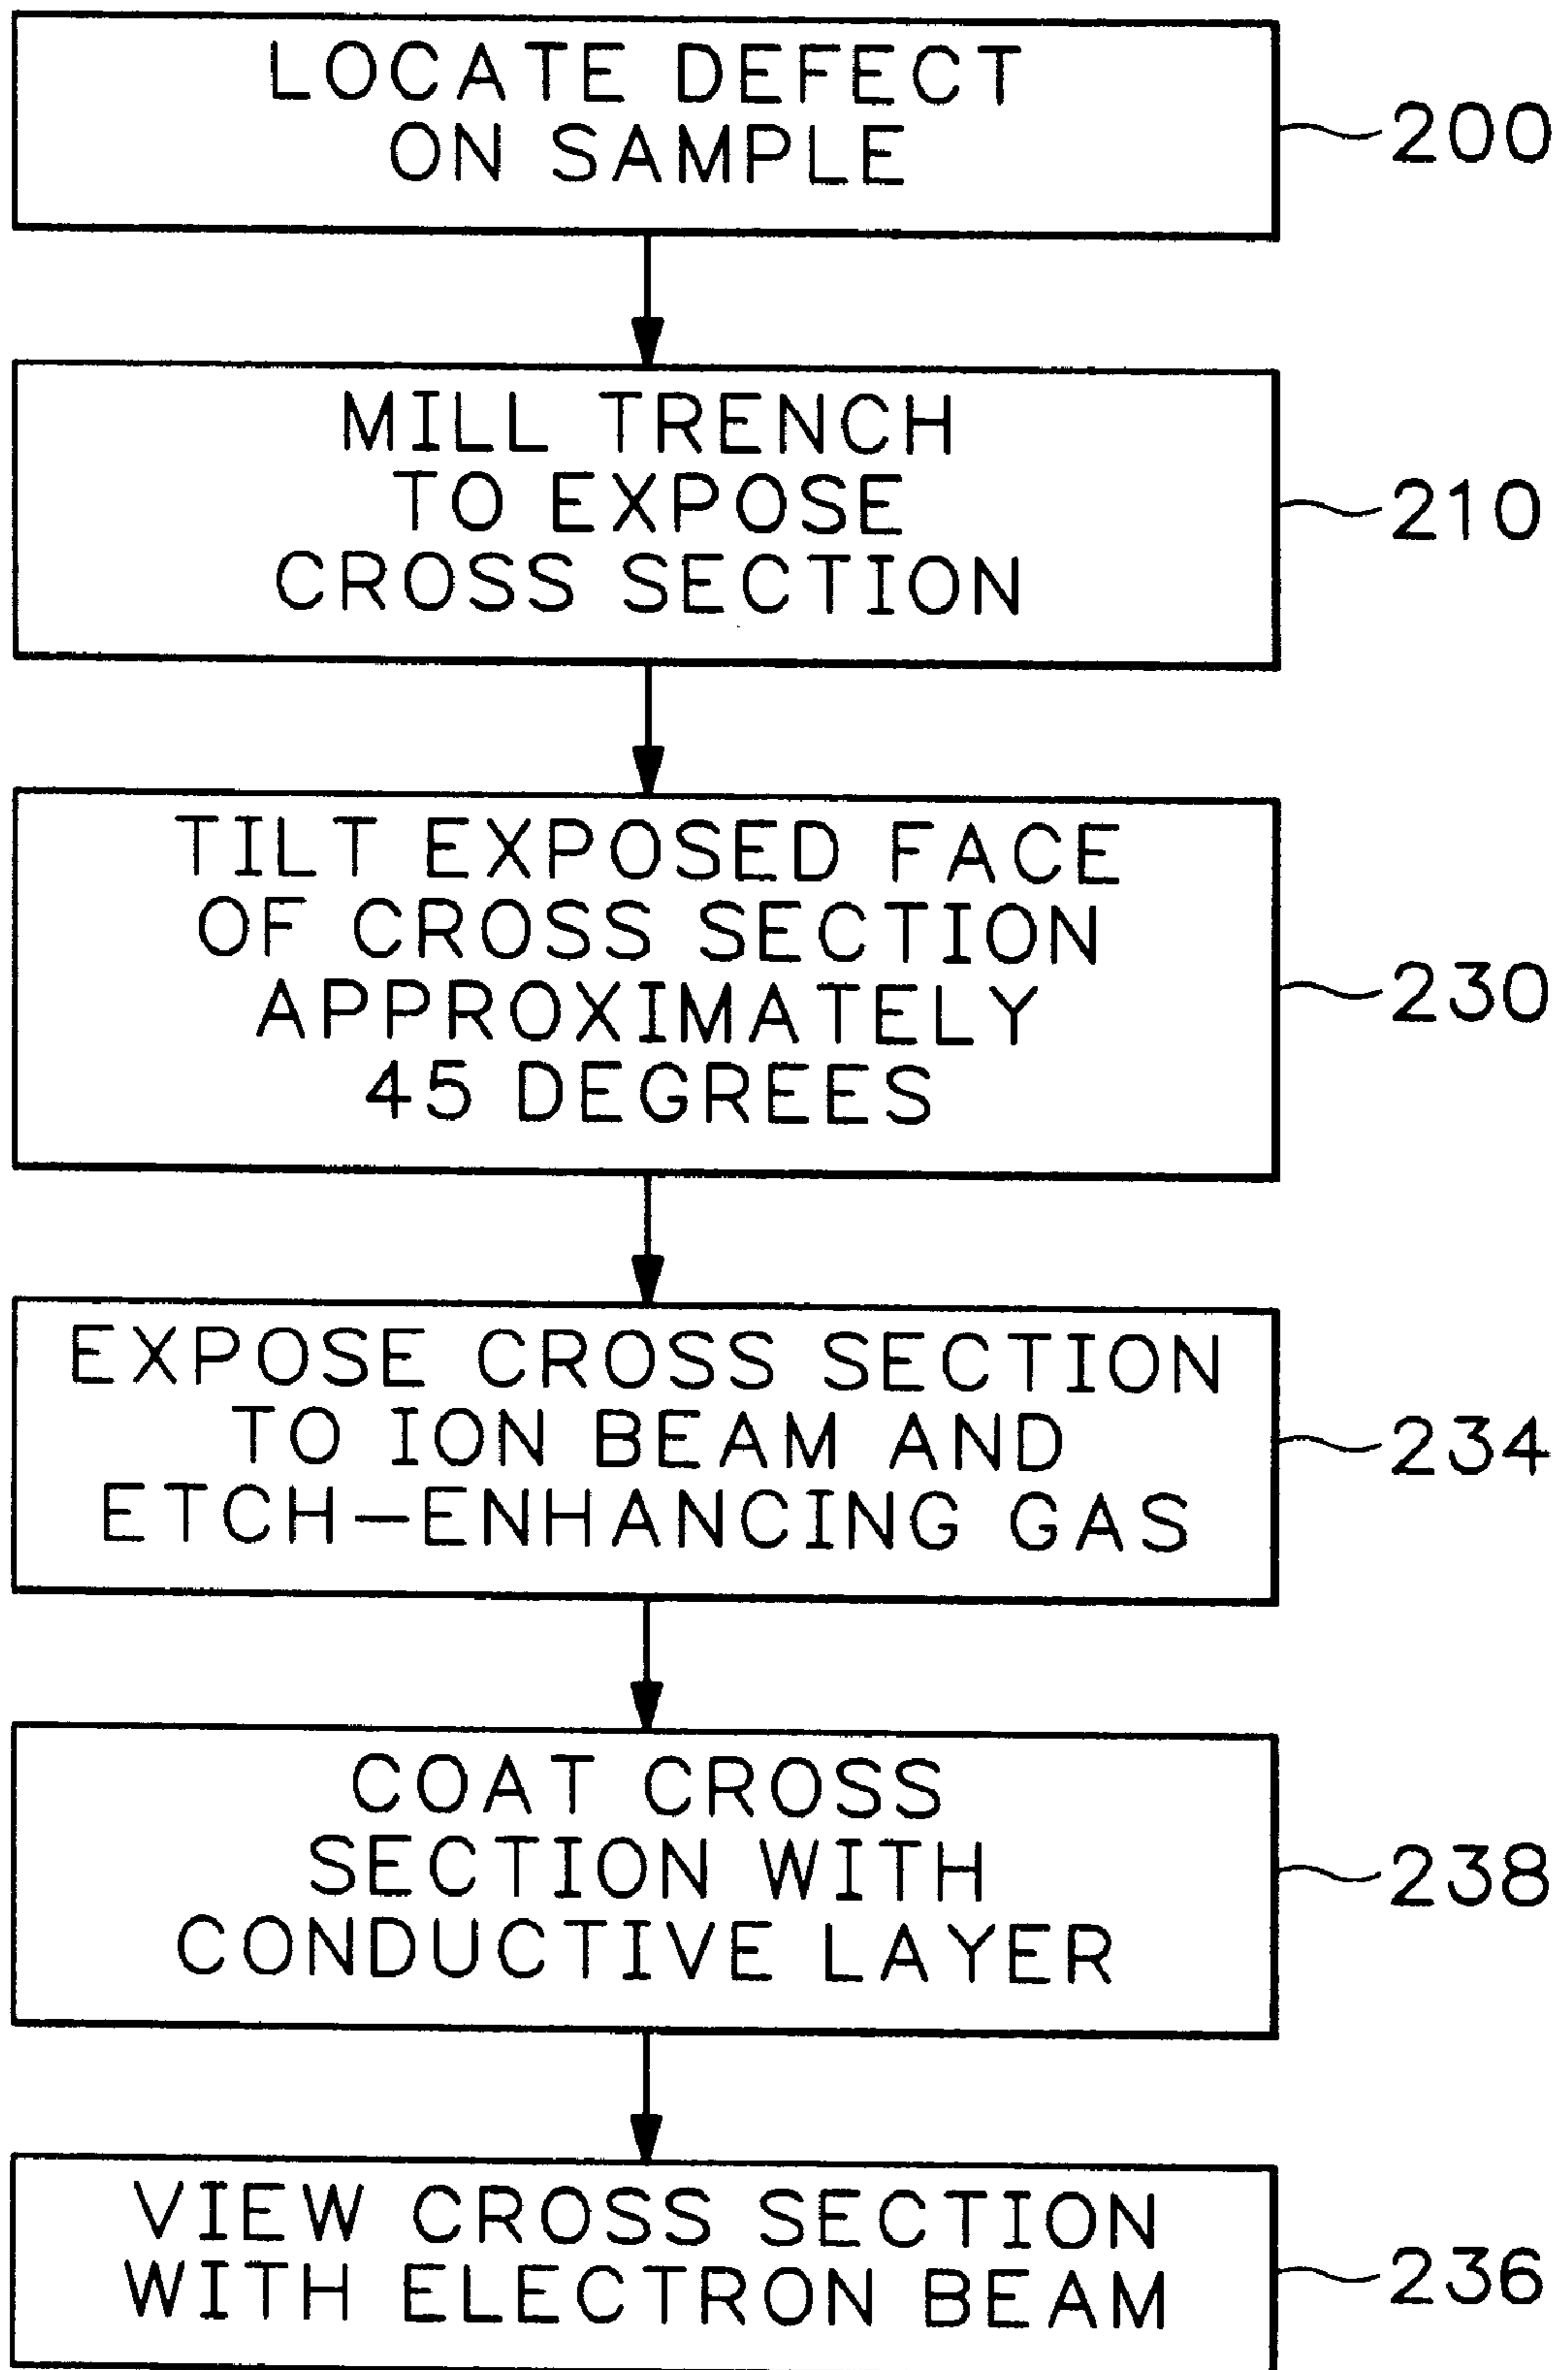 LOCATE DEFECT
ON SAMPLE
200
MILL TRENCH
TO EXPOSE
CROSS SECTION
210
TILT EXPOSED FACE
OF CROSS SECTION
APPROXIMATELY
45 DEGREES
230
EXPOSE CROSS SECTION
TO ION BEAM AND
ETCH–ENHANCING GAS
234
COAT CROSS
SECTION WITH
CONDUCTIVE LAYER
238
VIEW CROSS SECTION
WITH ELECTRON BEAM
236